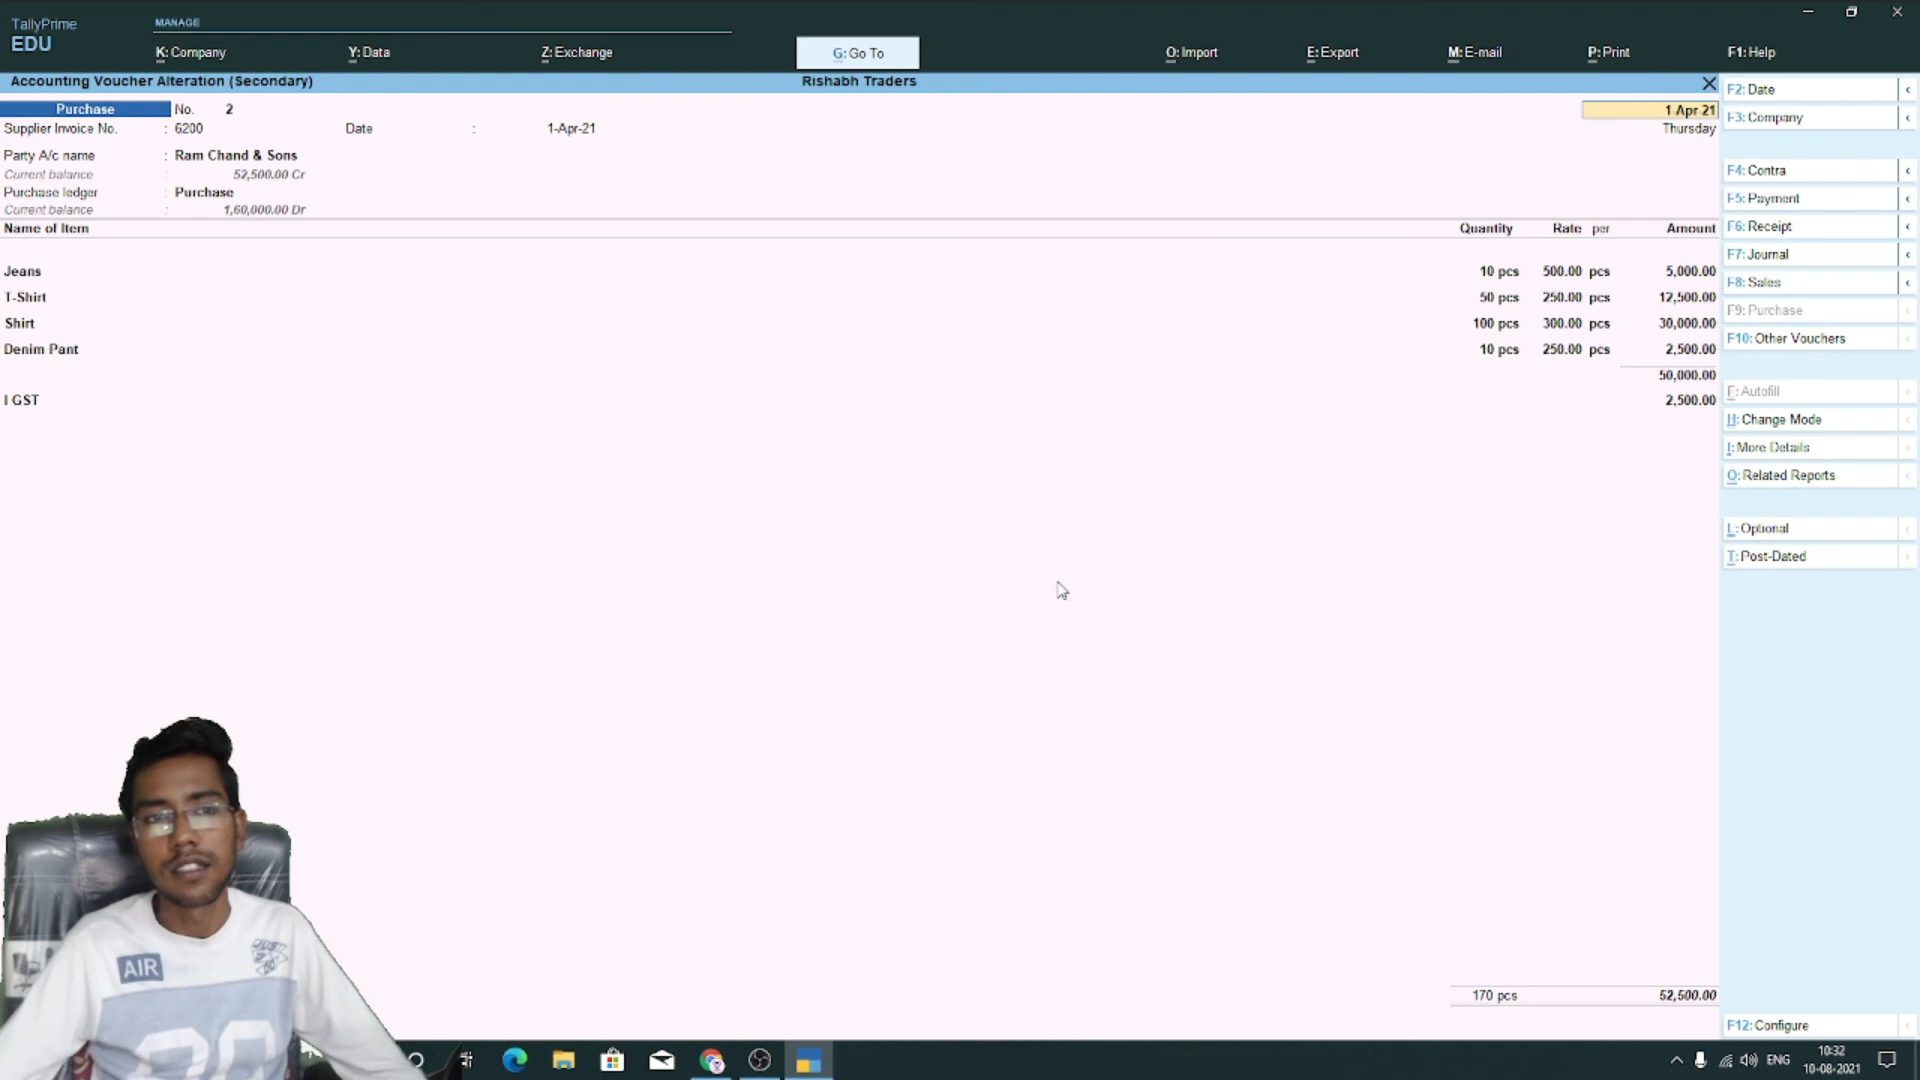 TallyPrime
EDU
MANAGE
K: Company
Y: Data
Z: Exchange
G: Go To
O: Import
E: Export
M: E-mail
P: Print
F1: Help
Accounting Voucher Alteration (Secondary)
Rishabh Traders
Purchase No. 2
1-Apr-21
Supplier Invoice No. : 6200 Date : 1-Apr-21
Thursday
Party A/c name : Ram Chand & Sons
Current balance : 52,500.00 Cr
Purchase ledger : Purchase
Current balance : 1,60,000.00 Dr
Name of Item Quantity Rate per Amount
Jeans 10 pcs 500.00 pcs 5,000.00
T-Shirt 50 pcs 250.00 pcs 12,500.00
Shirt 100 pcs 300.00 pcs 30,000.00
Denim Pant 10 pcs 250.00 pcs 2,500.00
50,000.00
I GST 2,500.00
170 pcs 52,500.00
F2: Date
F3: Company
F4: Contra
F5: Payment
F6: Receipt
F7: Journal
F8: Sales
F9: Purchase
F10: Other Vouchers
F: Autofill
H: Change Mode
I: More Details
O: Related Reports
L: Optional
T: Post-Dated
F12: Configure
AIR
ENG
10:32
10-08-2021